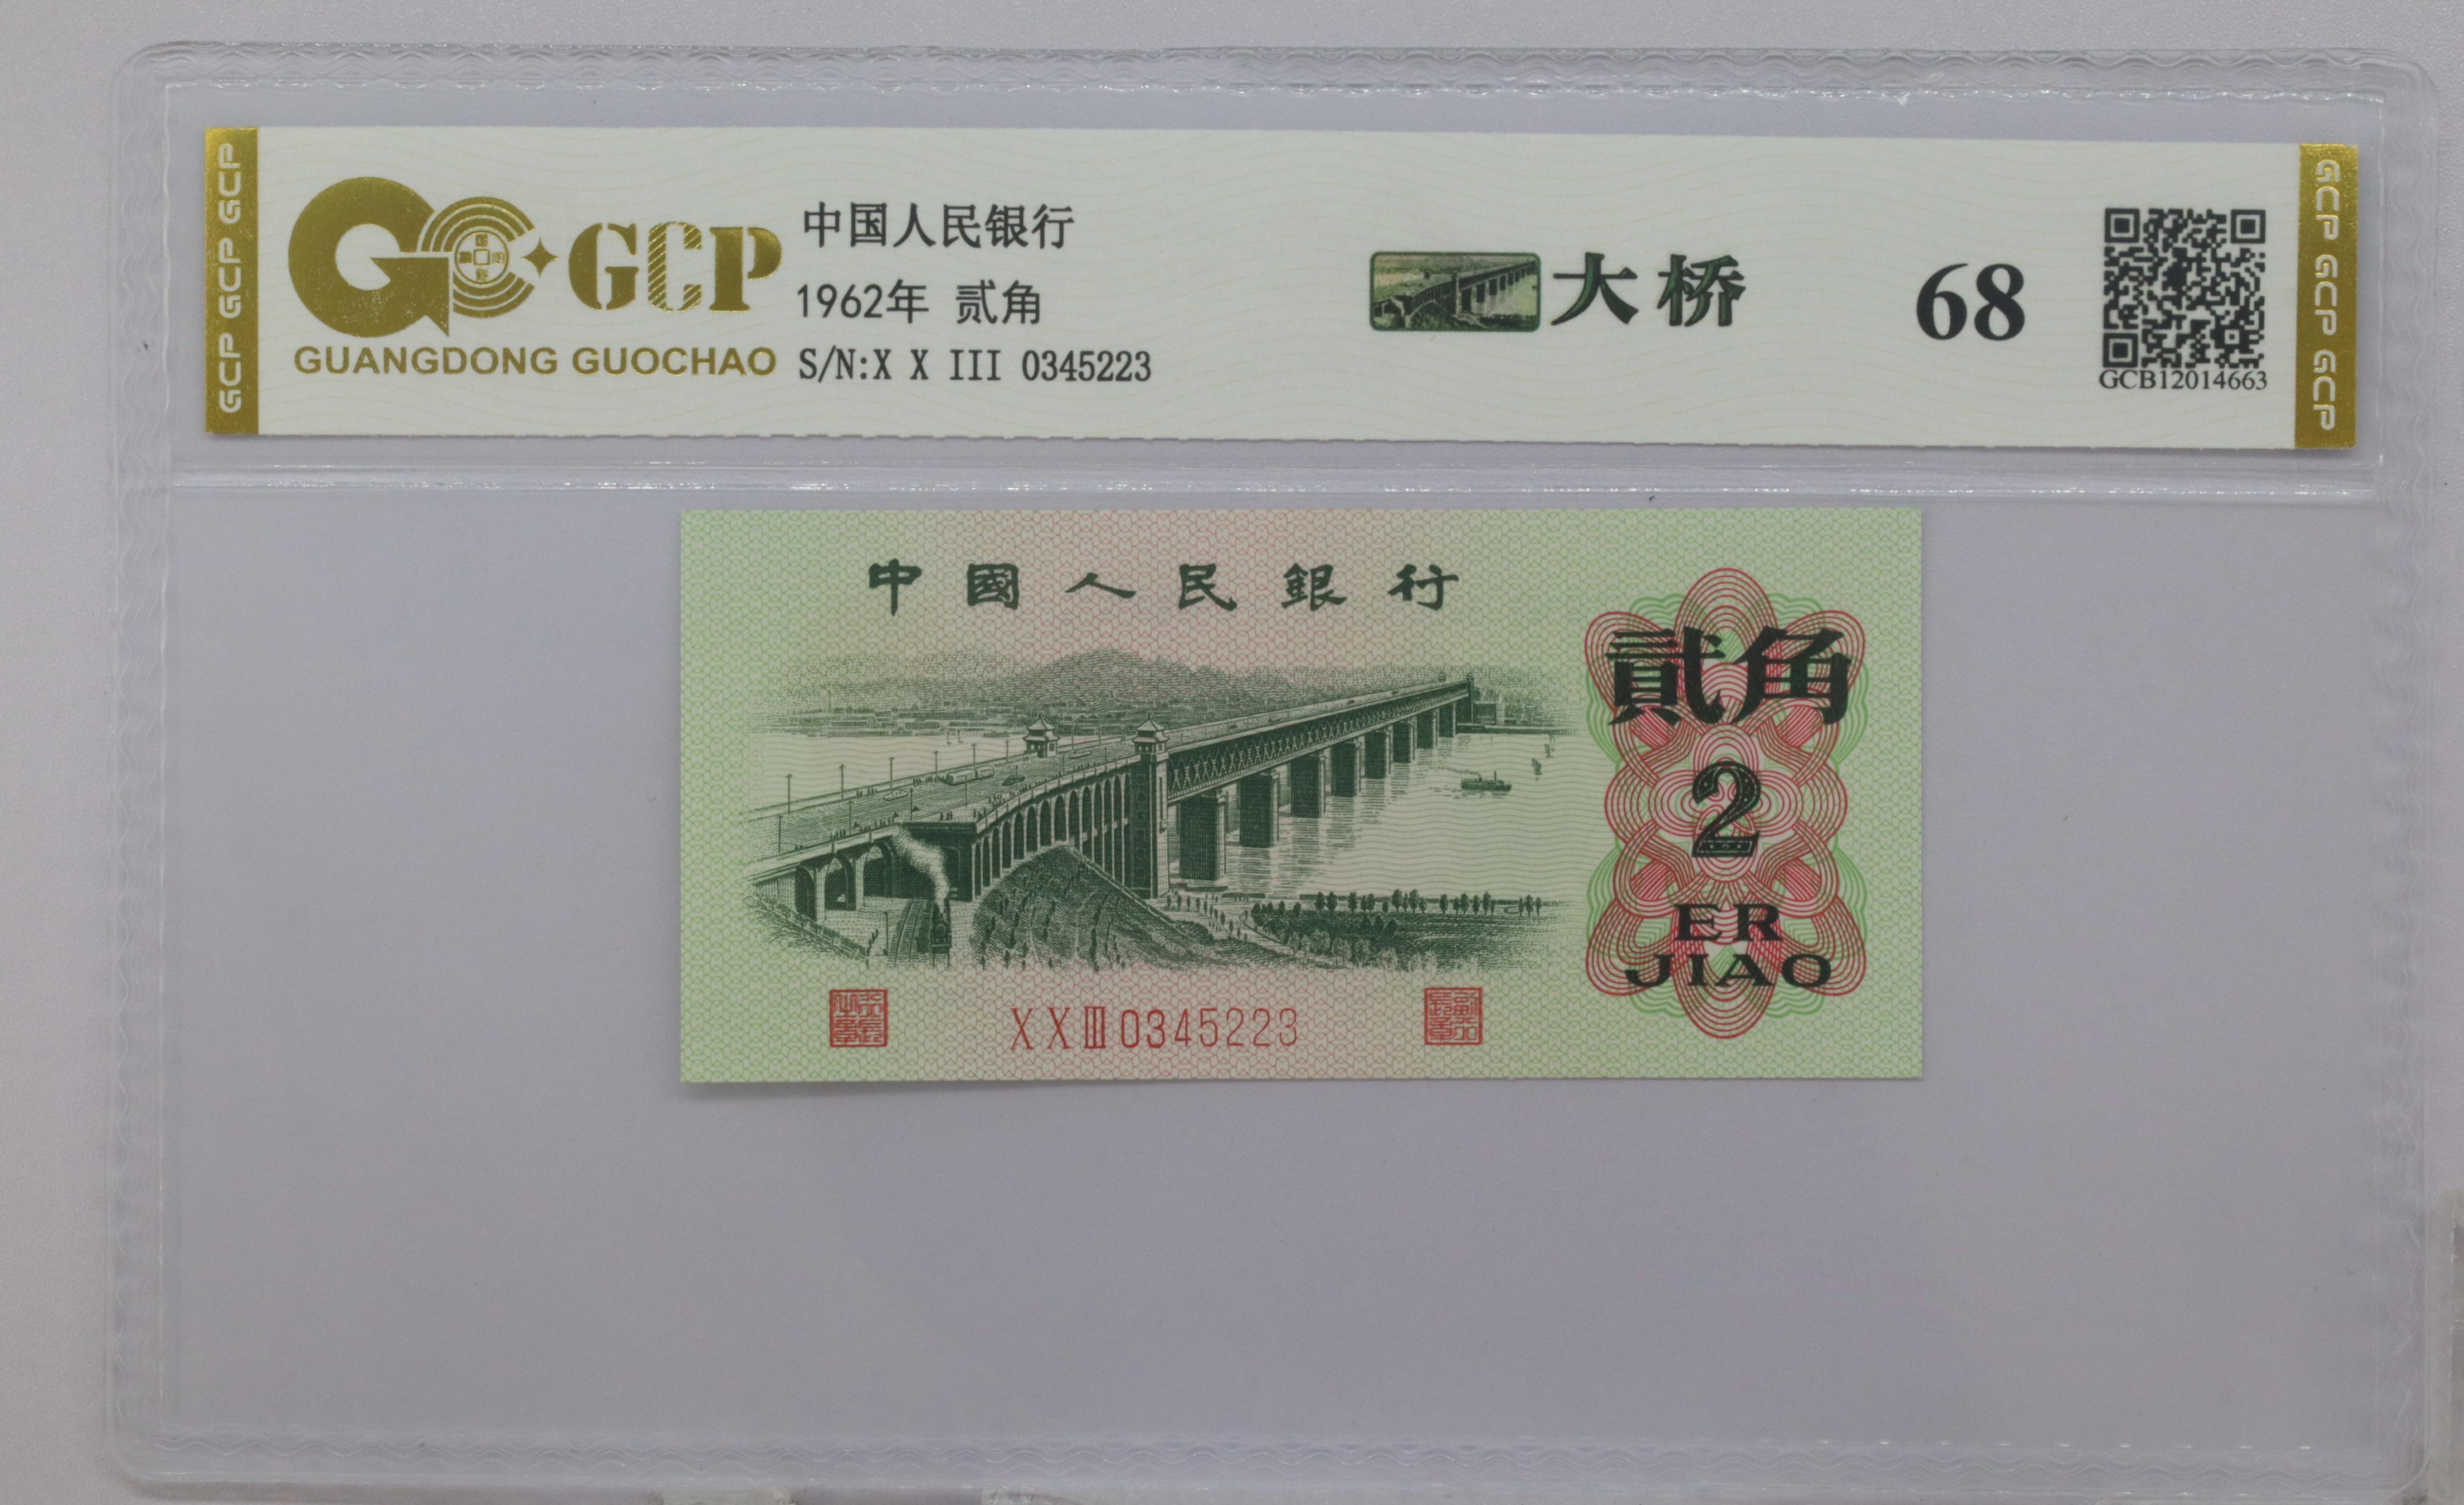 GCP GCP GCP
GCP
GUANGDONG GUOCHAO
中国人民银行
1962年 贰角
S/N:X X III 0345223
大桥
68
GCB12014663
GCP GCP GCP
中國人民銀行
貳角
2
ER
JIAO
XXⅢ0345223